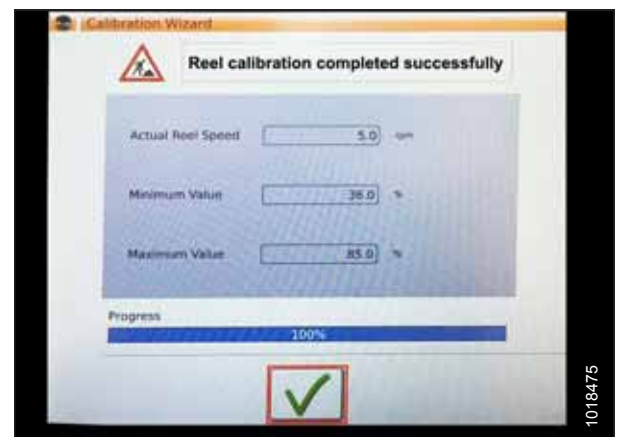 Calibration Wizard
Reel calibration completed successfully
Actual Reel Speed 5.0 rpm
Minimum Value 36.0 %
Maximum Value 85.0 %
Progress
100%
1018475